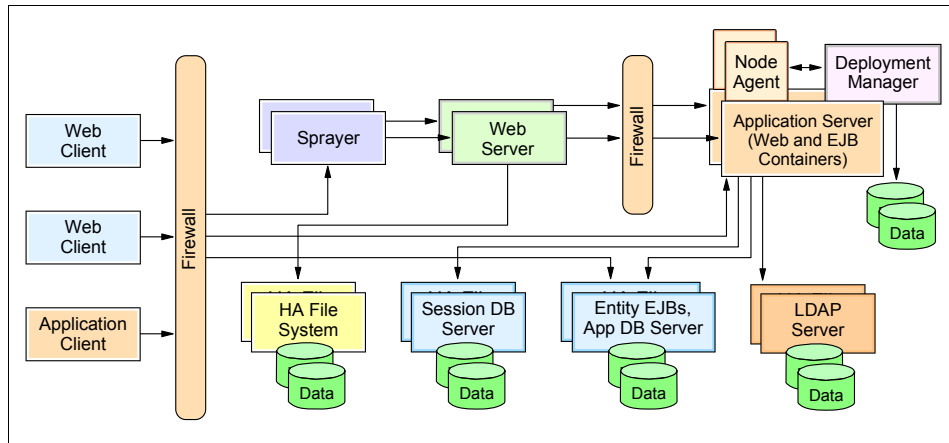 Web
Client
Web
Client
Application
Client
Firewall
Sprayer
Web
Server
Firewall
Node
Agent
Deployment
Manager
Application Server
(Web and EJB
Containers)
Data
HA File
System
Data
Session DB
Server
Data
Entity EJBs,
App DB Server
Data
LDAP
Server
Data